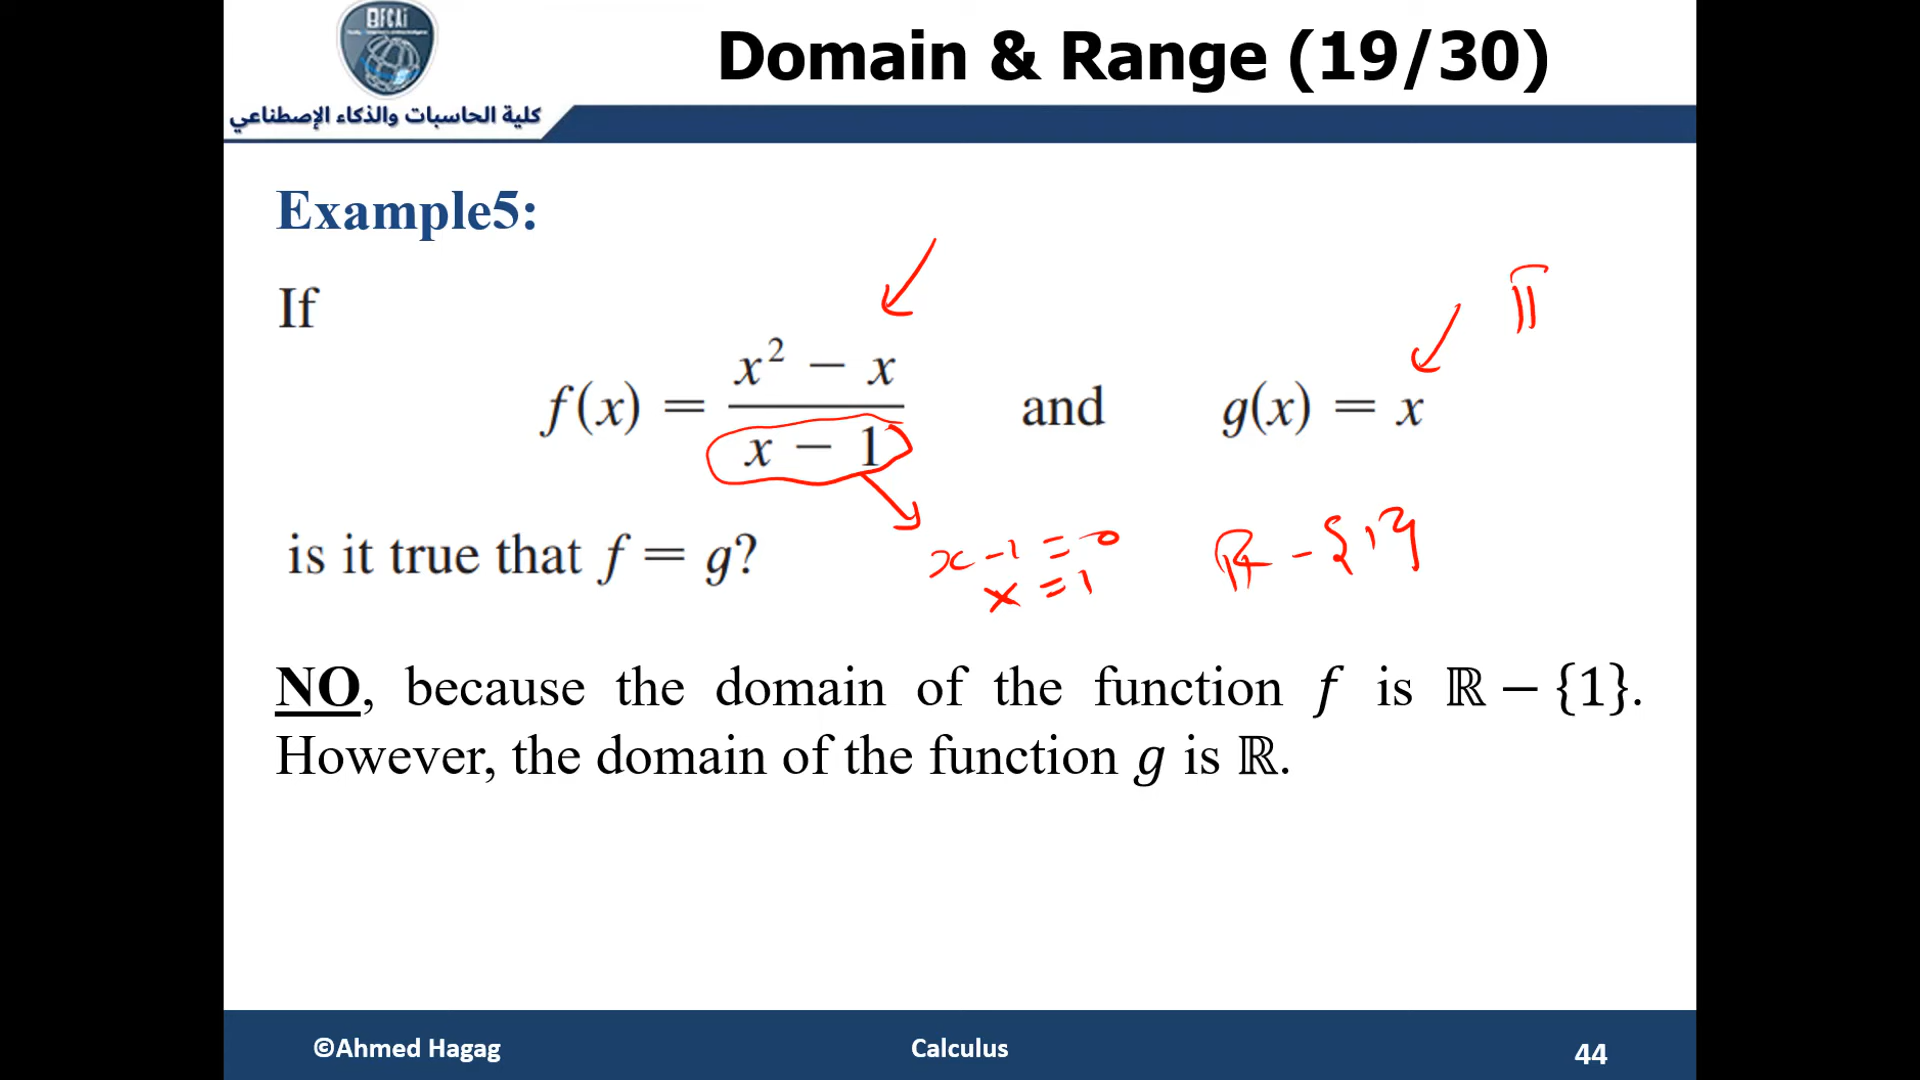 FCAi
Domain & Range (19/30)
كلية الحاسبات والذكاء الإصطناعي
Example5:
If
f(x) = \frac{x² − x}{x − 1} and g(x) = x
is it true that f = g?
x - 1 = 0
x = 1
R - {1}
NO, because the domain of the function f is ℝ − {1}.
However, the domain of the function g is ℝ.
©Ahmed Hagag Calculus 44